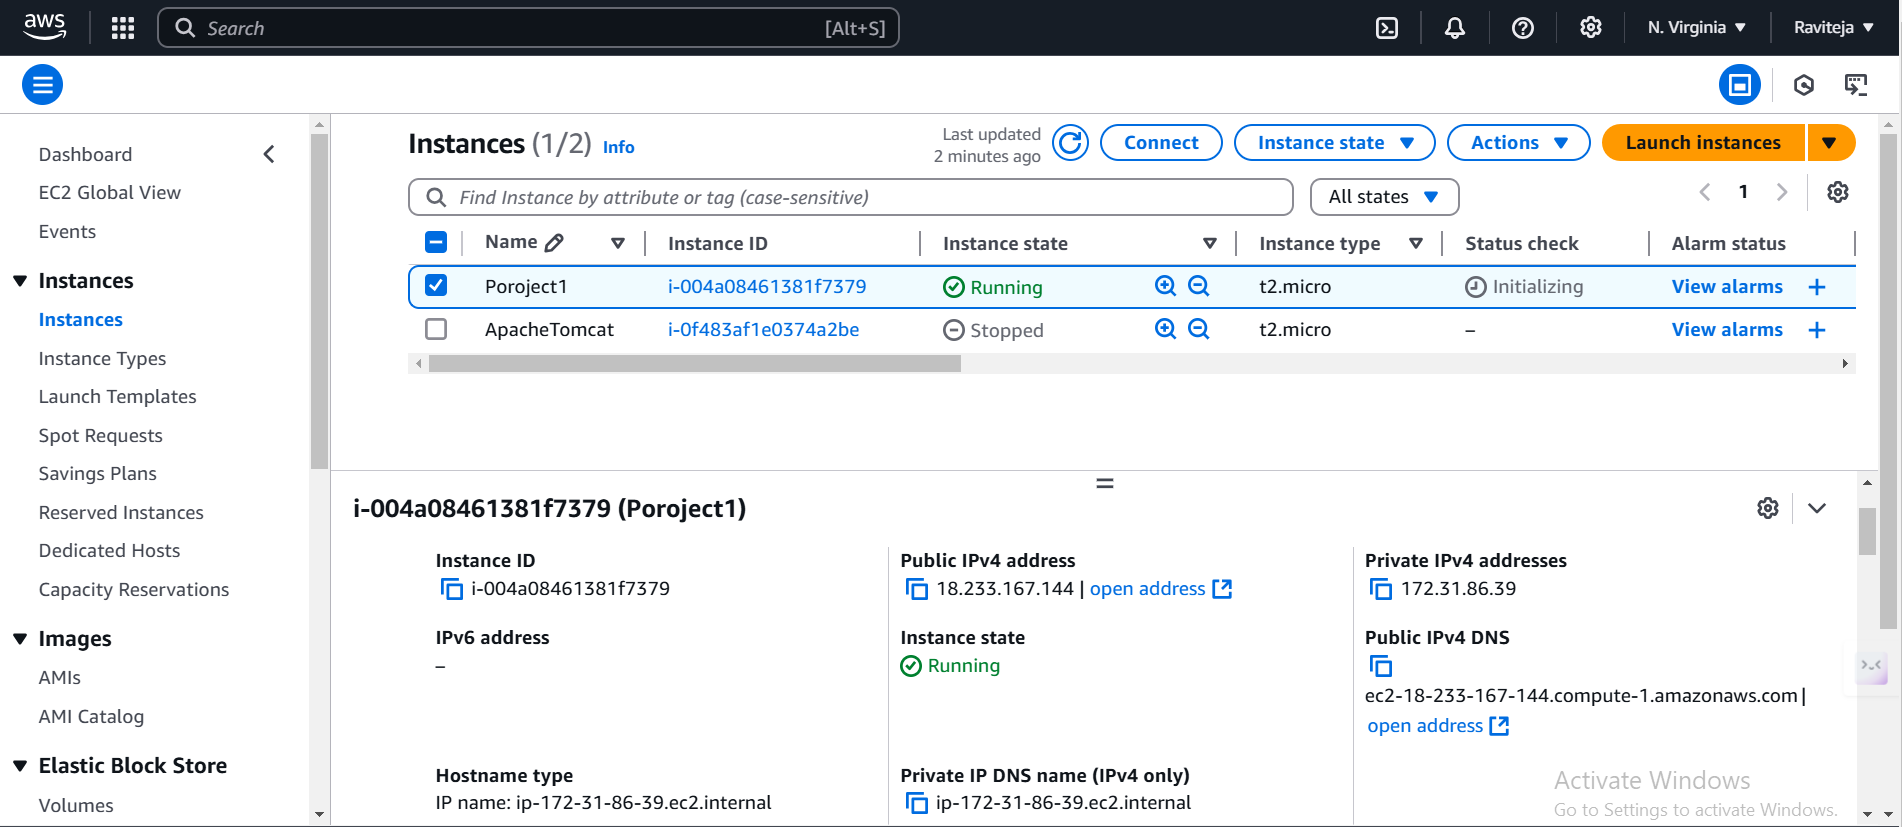 aws
Search [Alt+S] N. Virginia Raviteja
Dashboard
EC2 Global View
Events
Instances
Instances
Instance Types
Launch Templates
Spot Requests
Savings Plans
Reserved Instances
Dedicated Hosts
Capacity Reservations
Images
AMIs
AMI Catalog
Elastic Block Store
Volumes
Instances (1/2) Info
Last updated
2 minutes ago
Connect Instance state Actions Launch instances
Find Instance by attribute or tag (case-sensitive) All states 1
Name Instance ID Instance state Instance type Status check Alarm status
Poroject1 i-004a08461381f7379 Running t2.micro Initializing View alarms +
ApacheTomcat i-0f483af1e0374a2be Stopped t2.micro – View alarms +
i-004a08461381f7379 (Poroject1)
Instance ID
i-004a08461381f7379
Public IPv4 address
18.233.167.144 | open address
Private IPv4 addresses
172.31.86.39
IPv6 address
–
Instance state
Running
Public IPv4 DNS
ec2-18-233-167-144.compute-1.amazonaws.com |
open address
Hostname type
IP name: ip-172-31-86-39.ec2.internal
Private IP DNS name (IPv4 only)
ip-172-31-86-39.ec2.internal
Activate Windows
Go to Settings to activate Windows.